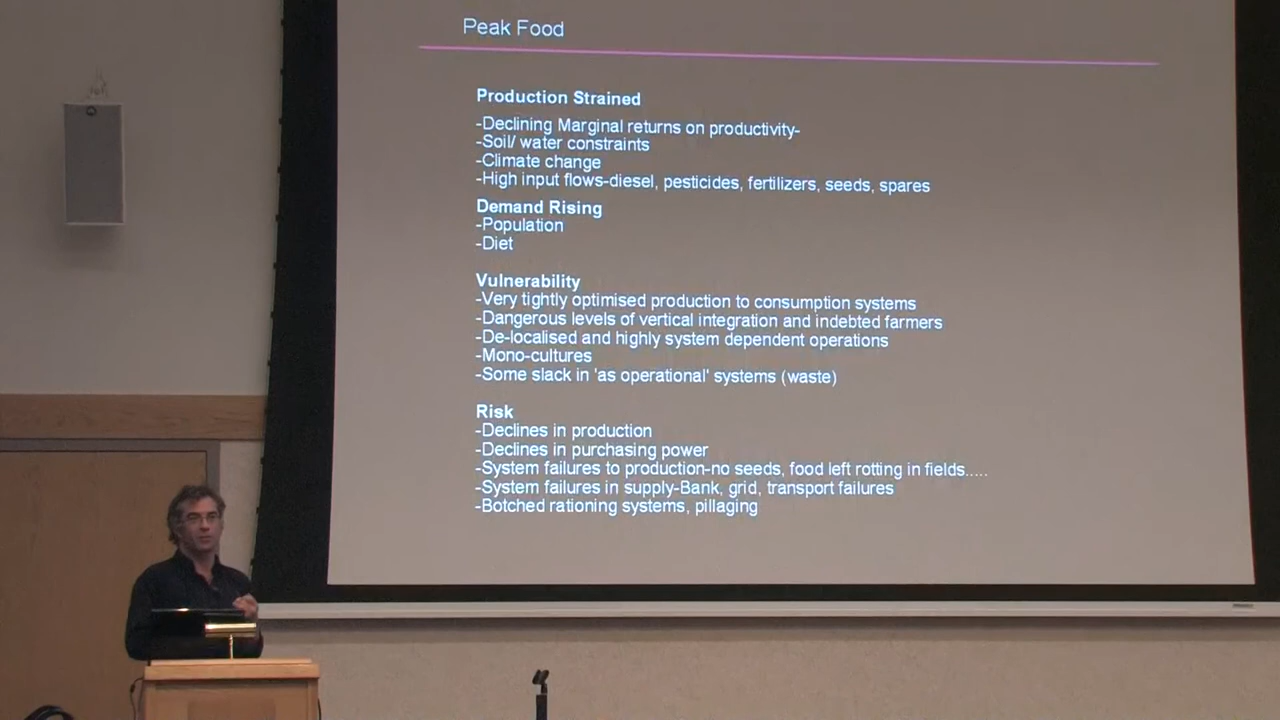 Peak Food
Production Strained
-Declining Marginal returns on productivity-
-Soil/ water constraints
-Climate change
-High input flows-diesel, pesticides, fertilizers, seeds, spares
Demand Rising
-Population
-Diet
Vulnerability
-Very tightly optimised production to consumption systems
-Dangerous levels of vertical integration and indebted farmers
-De-localised and highly system dependent operations
-Mono-cultures
-Some slack in 'as operational' systems (waste)
Risk
-Declines in production
-Declines in purchasing power
-System failures to production-no seeds, food left rotting in fields.....
-System failures in supply-Bank, grid, transport failures
-Botched rationing systems, pillaging